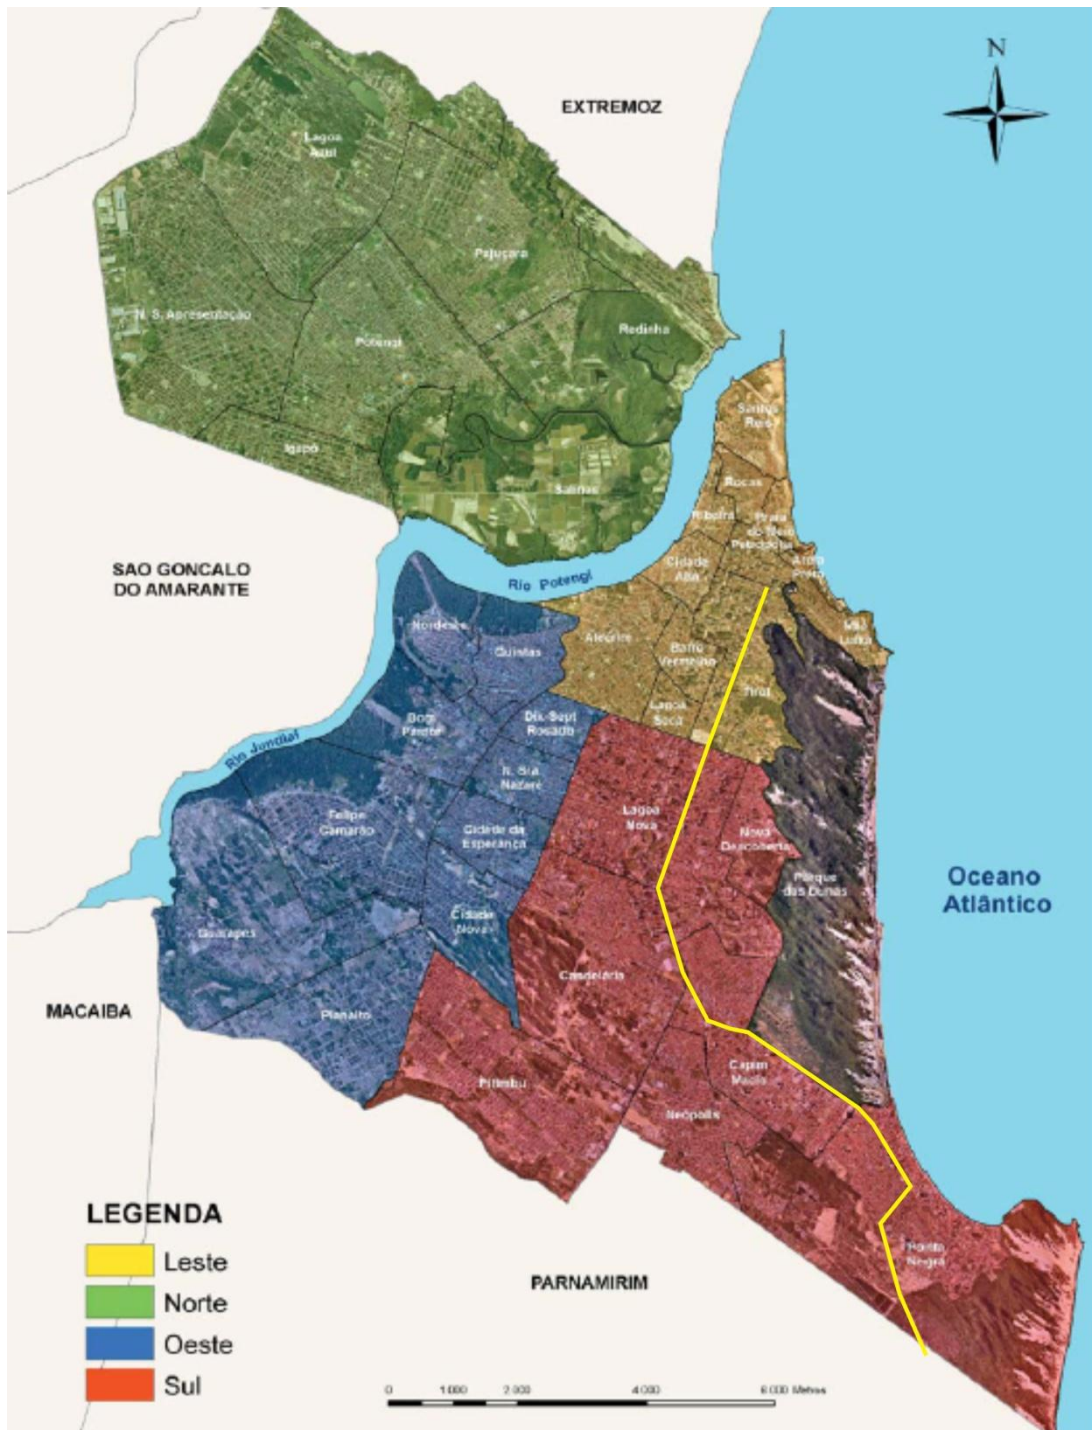 N
EXTREMOZ
Lagoa
Azul
Pajuçara
N. S. Apresentação
Redinha
Potengi
Santos
Reis
Igapó
Rocas
Salinas
Ribeira
Praia
do Meio
Petrópolis
Cidade
Alta
Areia
Preta
SAO GONCALO
DO AMARANTE
Rio Potengi
Nordeste
Alecrim
Mãe
Luiza
Quintas
Barro
Vermelho
Tirol
Lagoa
Seca
Bom
Pastor
Dix-Sept
Rosado
Rio Jundiaí
N. Sra
Nazaré
Felipe
Camarão
Lagoa
Nova
Cidade da
Esperança
Nova
Descoberta
Parque
das Dunas
Oceano
Atlântico
Guarapes
Cidade
Nova
Candelária
MACAIBA
Planalto
Capim
Macio
Pitimbu
Neópolis
LEGENDA
Leste
Norte
Oeste
Sul
Ponta
Negra
PARNAMIRIM
0 1 000 2 000 4 000 6 000 Metros